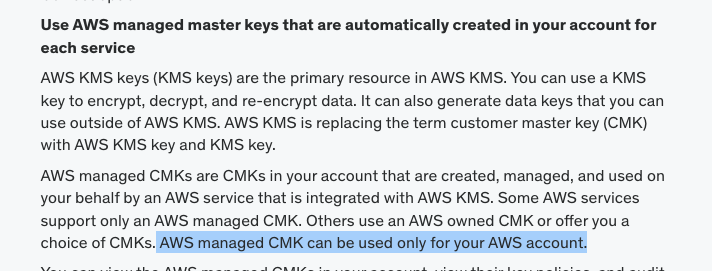 Use AWS managed master keys that are automatically created in your account for
each service
AWS KMS keys (KMS keys) are the primary resource in AWS KMS. You can use a KMS
key to encrypt, decrypt, and re-encrypt data. It can also generate data keys that you can
use outside of AWS KMS. AWS KMS is replacing the term customer master key (CMK)
with AWS KMS key and KMS key.
AWS managed CMKs are CMKs in your account that are created, managed, and used on
your behalf by an AWS service that is integrated with AWS KMS. Some AWS services
support only an AWS managed CMK. Others use an AWS owned CMK or offer you a
choice of CMKs. AWS managed CMK can be used only for your AWS account.
You can view the AWS managed CMKs in your account, view their key policies, and audit